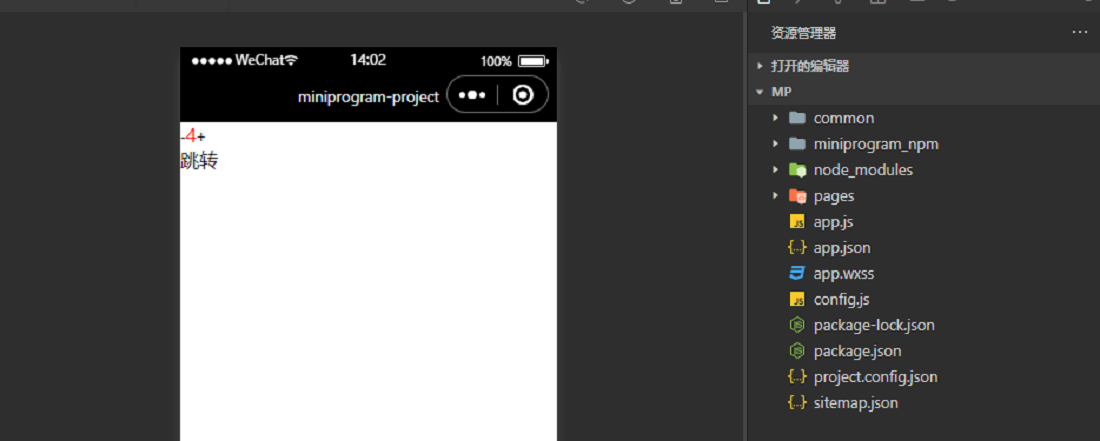 WeChat 14:02 100%
miniprogram-project
-4+
跳转
资源管理器
打开的编辑器
MP
common
miniprogram_npm
node_modules
pages
app.js
app.json
app.wxss
config.js
package-lock.json
package.json
project.config.json
sitemap.json